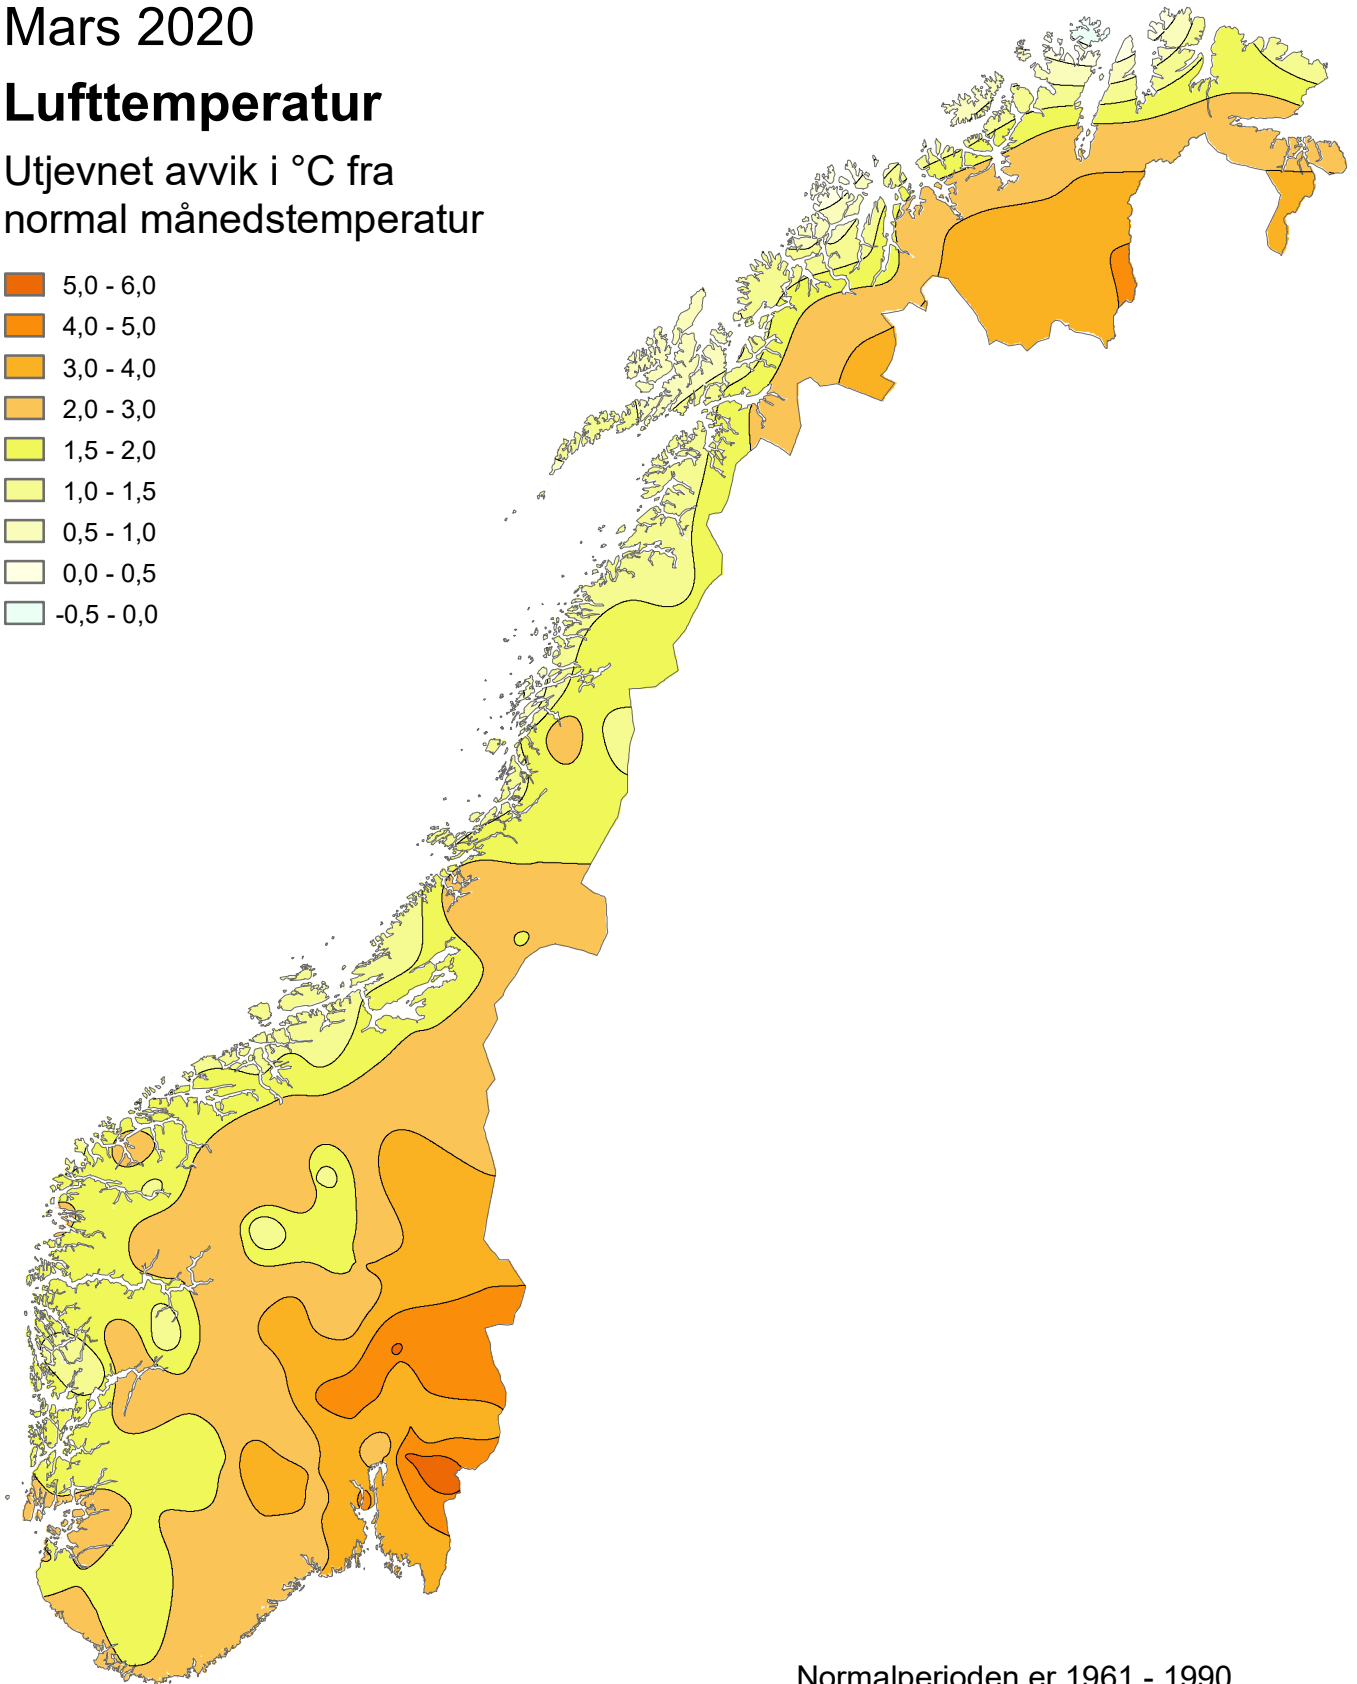 Mars 2020
Lufttemperatur
Utjevnet avvik i °C fra
normal månedstemperatur
5,0 - 6,0
4,0 - 5,0
3,0 - 4,0
2,0 - 3,0
1,5 - 2,0
1,0 - 1,5
0,5 - 1,0
0,0 - 0,5
-0,5 - 0,0
Normalperioden er 1961 - 1990